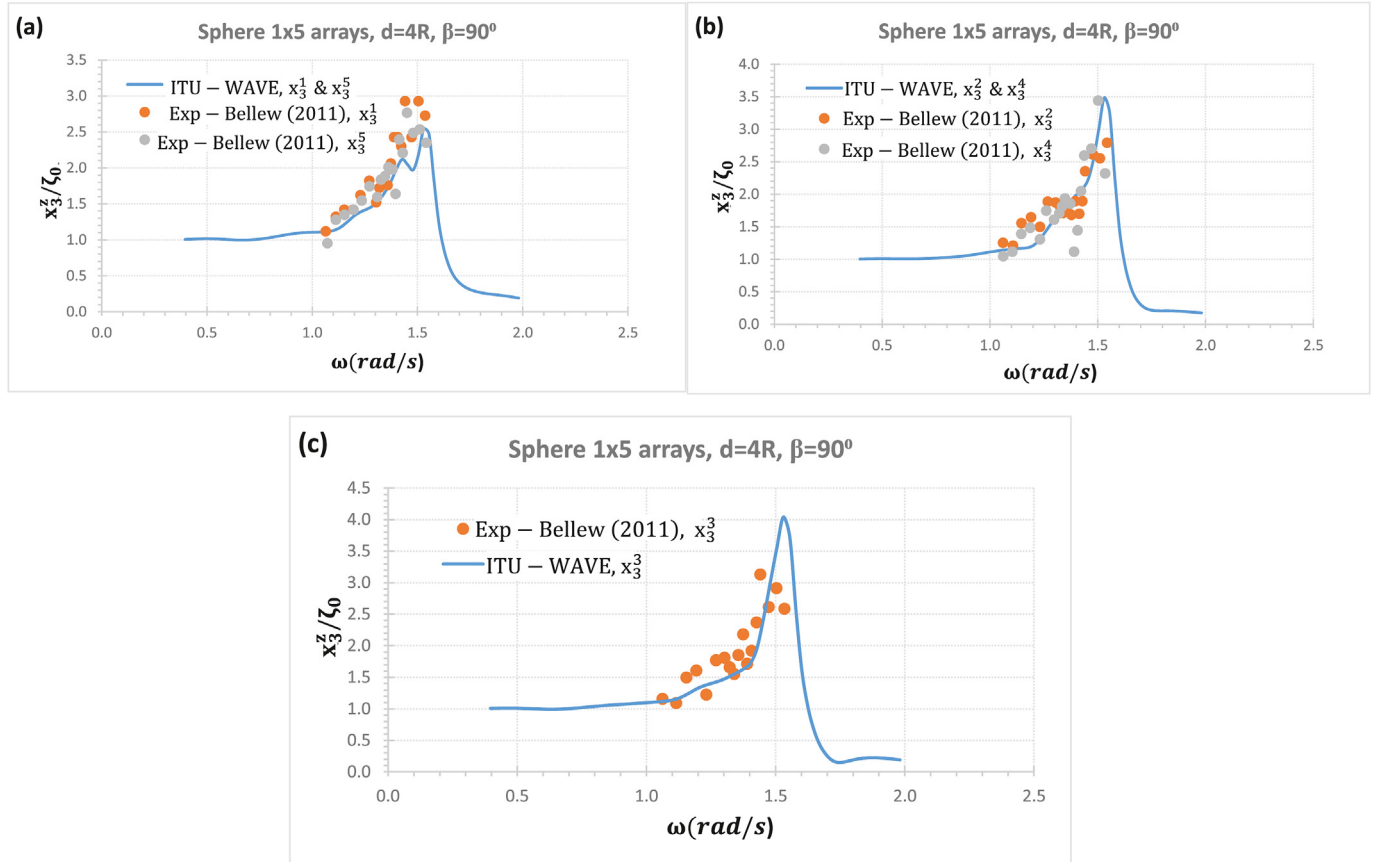 (a)
Sphere 1x5 arrays, d=4R, β=90⁰
3.5
3.0
2.5
2.0
1.5
1.0
0.5
0.0
ITU − WAVE, x₃¹ & x₃⁵
Exp − Bellew (2011), x₃¹
Exp − Bellew (2011), x₃⁵
x₃ᶻ/ζ₀
0.0 0.5 1.0 1.5 2.0 2.5
ω(rad/s)
(b)
Sphere 1x5 arrays, d=4R, β=90⁰
4.0
3.5
3.0
2.5
2.0
1.5
1.0
0.5
0.0
ITU − WAVE, x₃² & x₃⁴
Exp − Bellew (2011), x₃²
Exp − Bellew (2011), x₃⁴
x₃ᶻ/ζ₀
0.0 0.5 1.0 1.5 2.0 2.5
ω(rad/s)
(c)
Sphere 1x5 arrays, d=4R, β=90⁰
4.5
4.0
3.5
3.0
2.5
2.0
1.5
1.0
0.5
0.0
Exp − Bellew (2011), x₃³
ITU − WAVE, x₃³
x₃ᶻ/ζ₀
0.0 0.5 1.0 1.5 2.0 2.5
ω(rad/s)